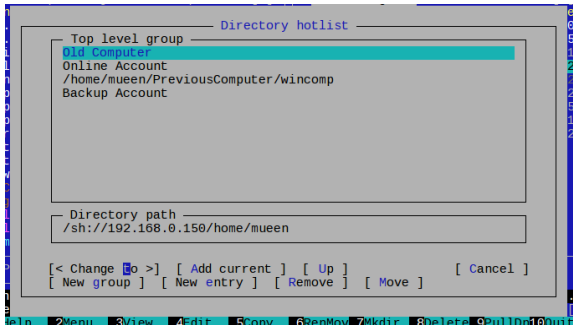 Directory hotlist
Top level group
Old Computer
Online Account
/home/mueen/PreviousComputer/wincomp
Backup Account
Directory path
/sh://192.168.0.150/home/mueen
[< Change to >] [ Add current ] [ Up ] [ Cancel ]
[ New group ] [ New entry ] [ Remove ] [ Move ]
elp 2Menu 3View 4Edit 5Copy 6RenMov 7Mkdir 8Delete 9PullDn 10Quit